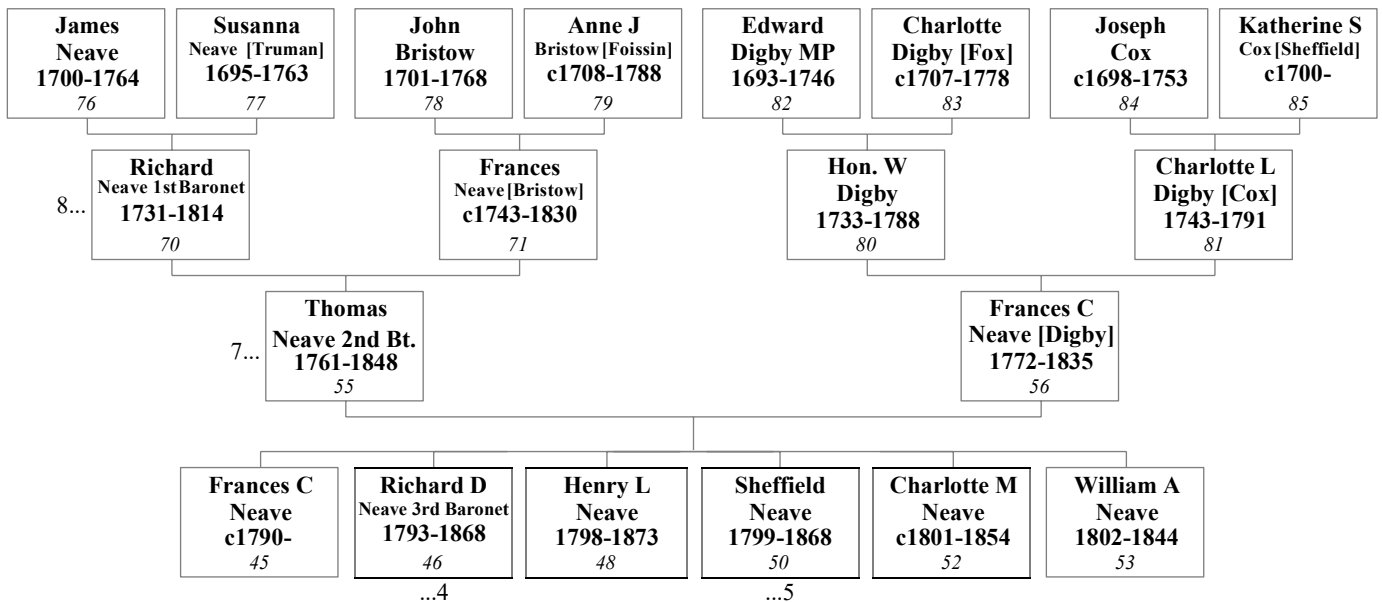 James
Neave
1700-1764
76
Susanna
Neave [Truman]
1695-1763
77
John
Bristow
1701-1768
78
Anne J
Bristow [Foissin]
c1708-1788
79
Edward
Digby MP
1693-1746
82
Charlotte
Digby [Fox]
c1707-1778
83
Joseph
Cox
c1698-1753
84
Katherine S
Cox [Sheffield]
c1700-
85
8...
Richard
Neave 1st Baronet
1731-1814
70
Frances
Neave [Bristow]
c1743-1830
71
Hon. W
Digby
1733-1788
80
Charlotte L
Digby [Cox]
1743-1791
81
7...
Thomas
Neave 2nd Bt.
1761-1848
55
Frances C
Neave [Digby]
1772-1835
56
Frances C
Neave
c1790-
45
Richard D
Neave 3rd Baronet
1793-1868
46
Henry L
Neave
1798-1873
48
Sheffield
Neave
1799-1868
50
Charlotte M
Neave
c1801-1854
52
William A
Neave
1802-1844
53
...4
...5